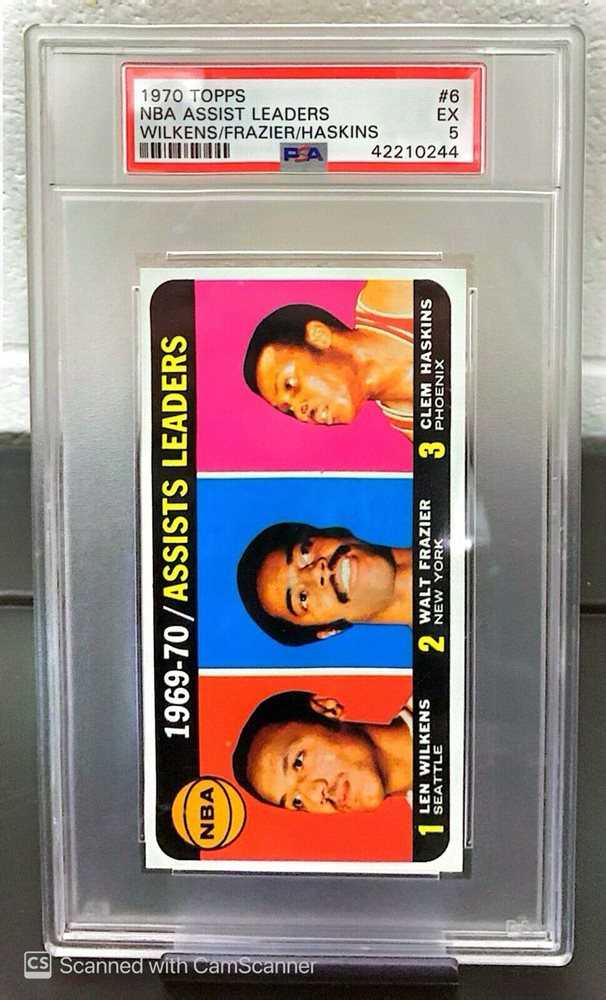 1970 TOPPS #6
NBA ASSIST LEADERS EX
WILKENS/FRAZIER/HASKINS 5
PSA 42210244
1969-70/ASSISTS LEADERS
NBA
1 LEN WILKENS
SEATTLE
2 WALT FRAZIER
NEW YORK
3 CLEM HASKINS
PHOENIX
CS Scanned with CamScanner